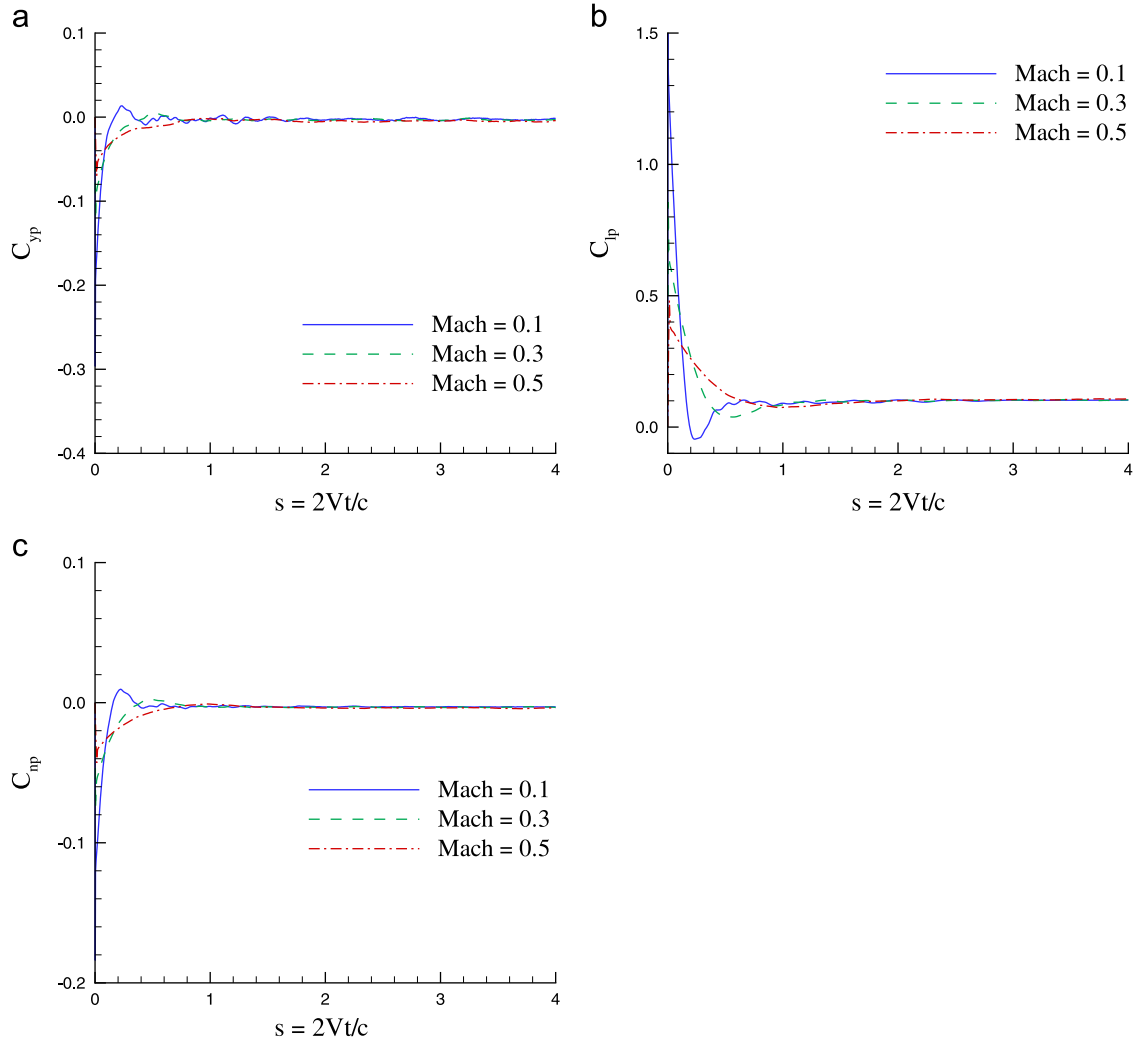 a
0.1
0.0
-0.1
-0.2
-0.3
-0.4
C_yp
Mach = 0.1
Mach = 0.3
Mach = 0.5
0 1 2 3 4
s = 2Vt/c
b
1.5
1.0
0.5
0.0
C_lp
Mach = 0.1
Mach = 0.3
Mach = 0.5
0 1 2 3 4
s = 2Vt/c
c
0.1
0.0
-0.1
-0.2
C_np
Mach = 0.1
Mach = 0.3
Mach = 0.5
0 1 2 3 4
s = 2Vt/c